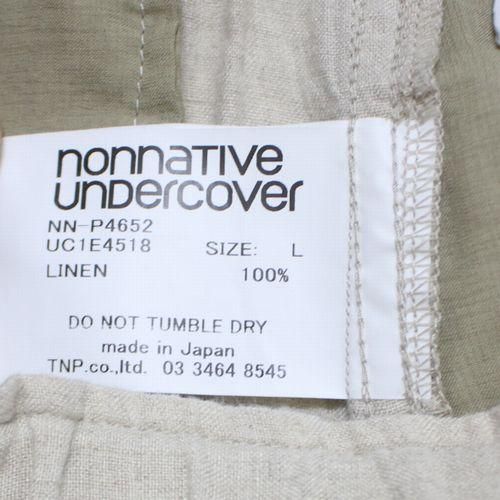 nonnative
undercover
NN-P4652
UC1E4518 SIZE: L
LINEN 100%
DO NOT TUMBLE DRY
made in Japan
TNP.co.,ltd. 03 3464 8545